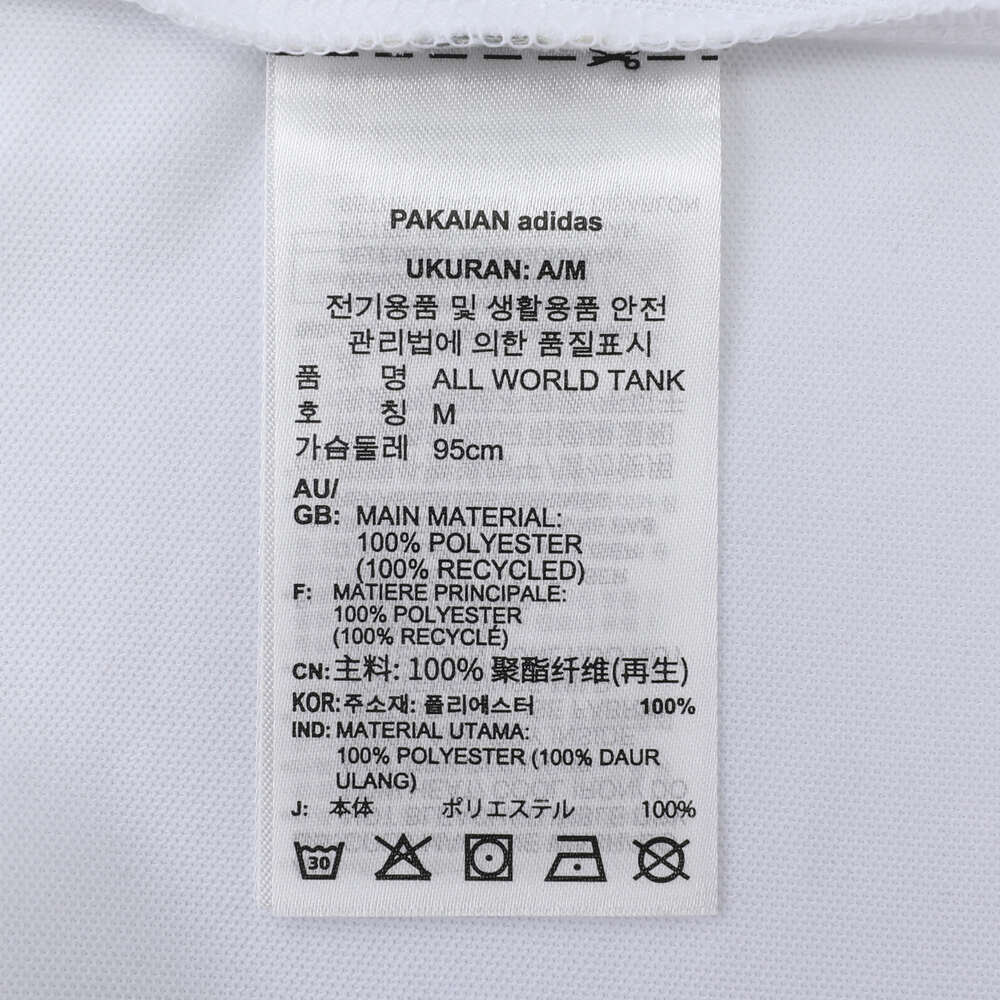 PAKAIAN adidas
UKURAN: A/M
전기용품 및 생활용품 안전
관리법에 의한 품질표시
품 명 ALL WORLD TANK
호 칭 M
가슴둘레 95cm
AU/
GB: MAIN MATERIAL:
100% POLYESTER
(100% RECYCLED)
F: MATIERE PRINCIPALE:
100% POLYESTER
(100% RECYCLÉ)
CN: 主料: 100% 聚酯纤维(再生)
KOR: 주소재: 폴리에스터 100%
IND: MATERIAL UTAMA:
100% POLYESTER (100% DAUR
ULANG)
J: 本体 ポリエステル 100%
30